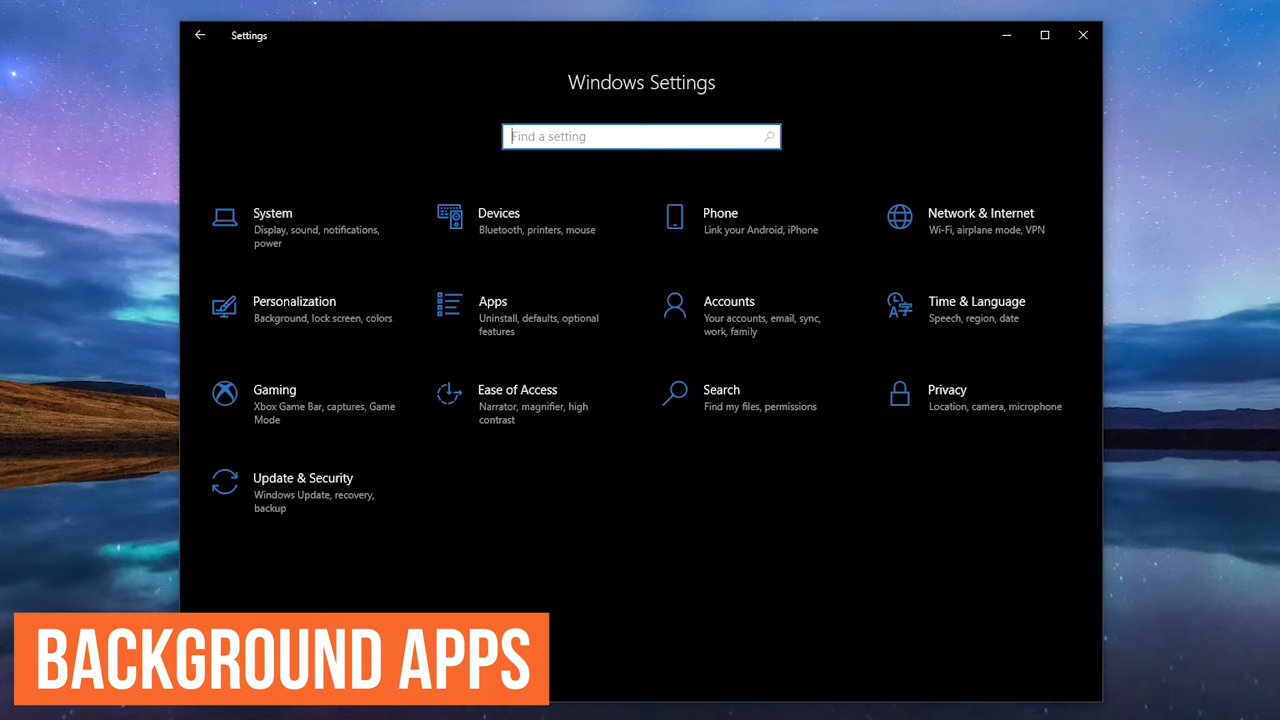 Settings
Windows Settings
Find a setting
System
Display, sound, notifications,
power
Devices
Bluetooth, printers, mouse
Phone
Link your Android, iPhone
Network & Internet
Wi-Fi, airplane mode, VPN
Personalization
Background, lock screen, colors
Apps
Uninstall, defaults, optional
features
Accounts
Your accounts, email, sync,
work, family
Time & Language
Speech, region, date
Gaming
Xbox Game Bar, captures, Game
Mode
Ease of Access
Narrator, magnifier, high
contrast
Search
Find my files, permissions
Privacy
Location, camera, microphone
Update & Security
Windows Update, recovery,
backup
BACKGROUND APPS